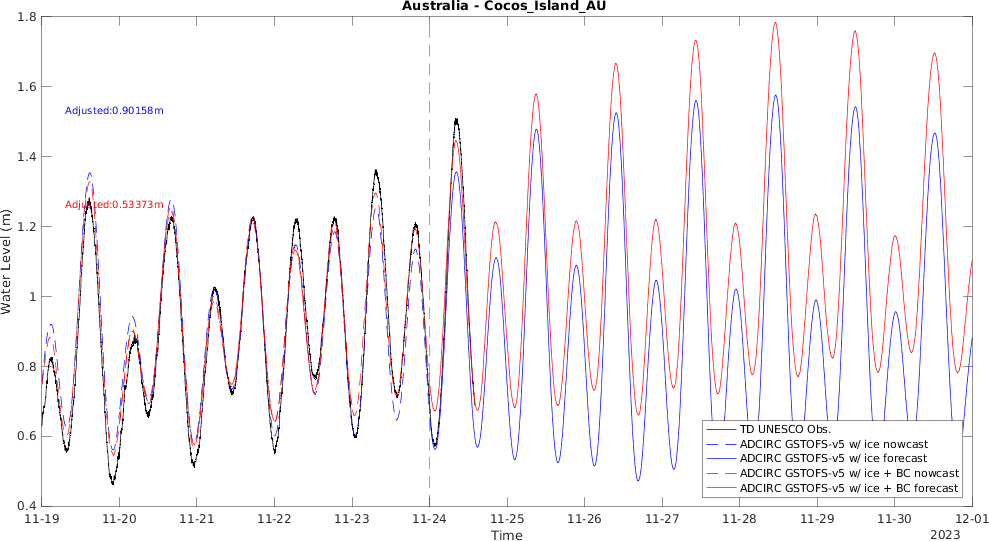 Australia - Cocos_Island_AU
1.8
1.6
1.4
1.2
1
0.8
0.6
0.4
Water Level (m)
Adjusted:0.90158m
Adjusted:0.53373m
TD UNESCO Obs.
ADCIRC GSTOFS-v5 w/ ice nowcast
ADCIRC GSTOFS-v5 w/ ice forecast
ADCIRC GSTOFS-v5 w/ ice + BC nowcast
ADCIRC GSTOFS-v5 w/ ice + BC forecast
11-19 11-20 11-21 11-22 11-23 11-24 11-25 11-26 11-27 11-28 11-29 11-30 12-01
Time
2023